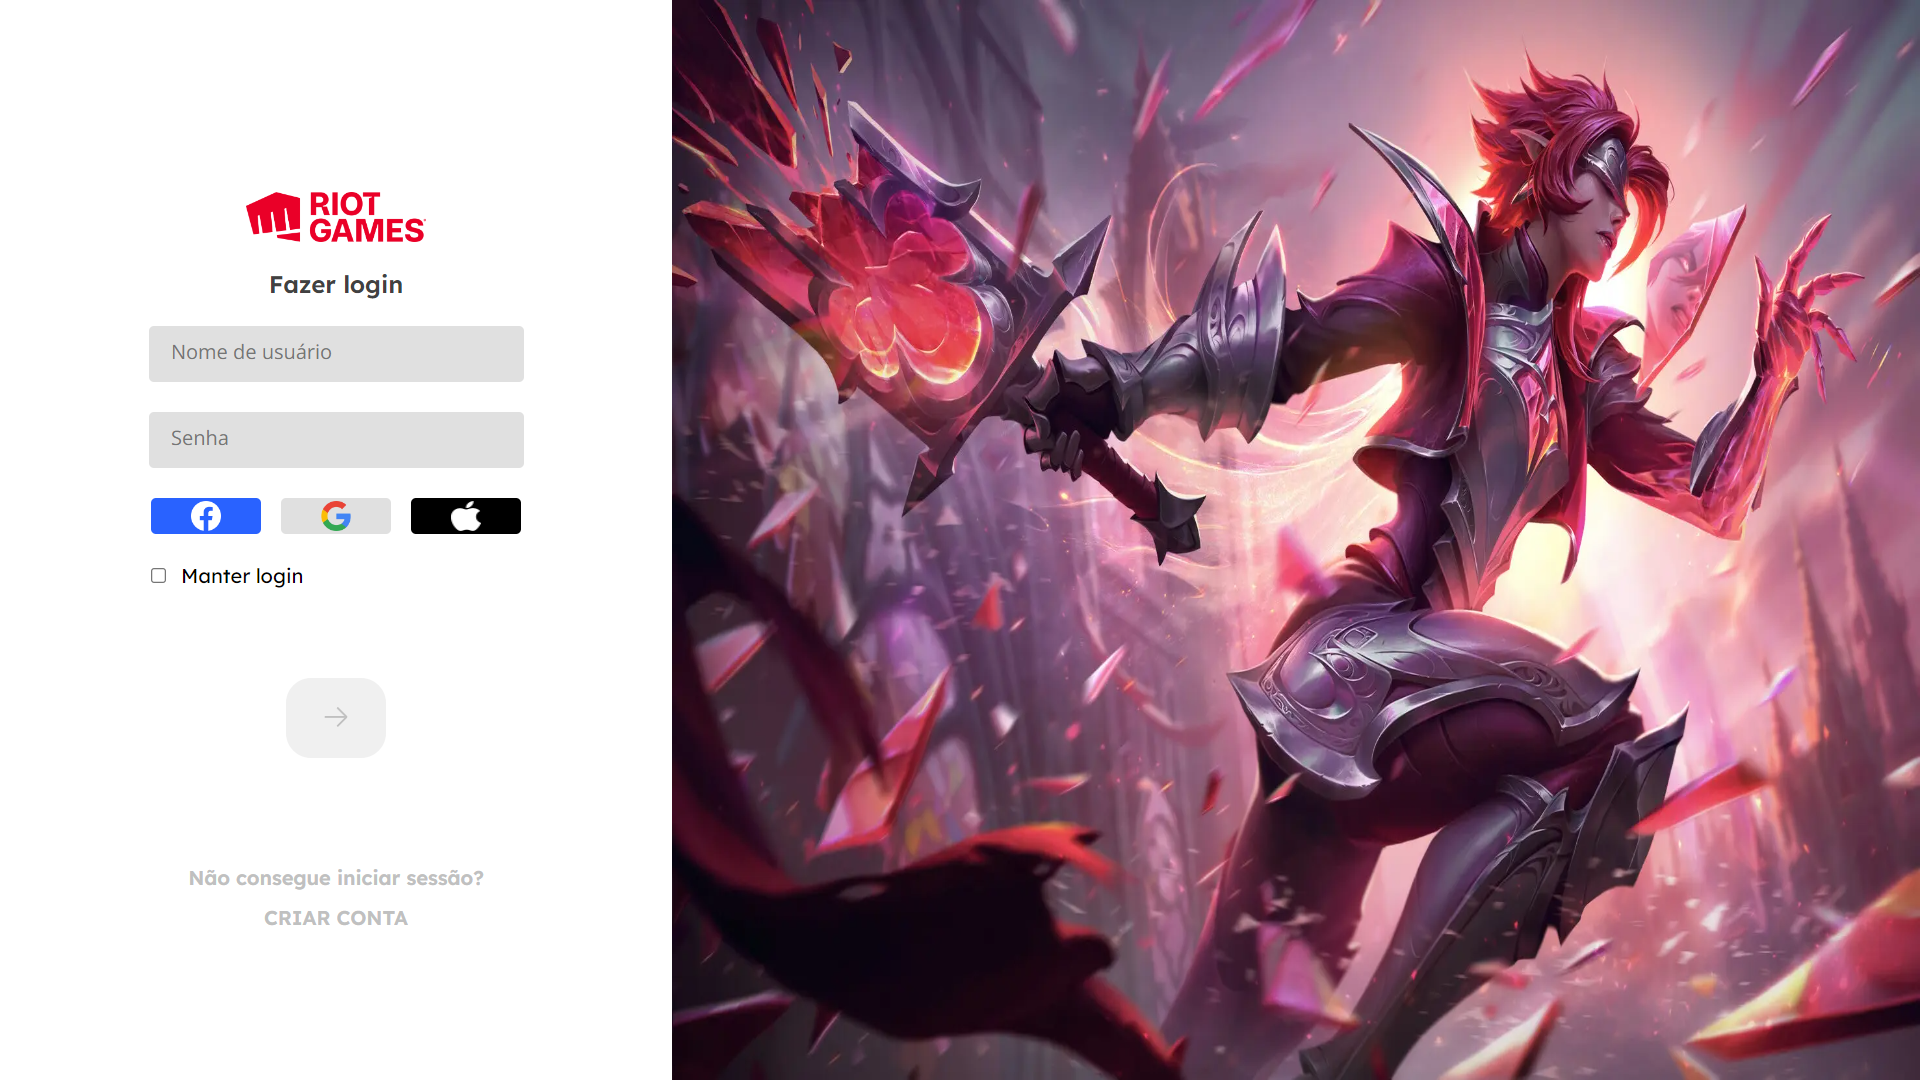 RIOT
GAMES
Fazer login
Nome de usuário
Senha
Manter login
Não consegue iniciar sessão?
CRIAR CONTA